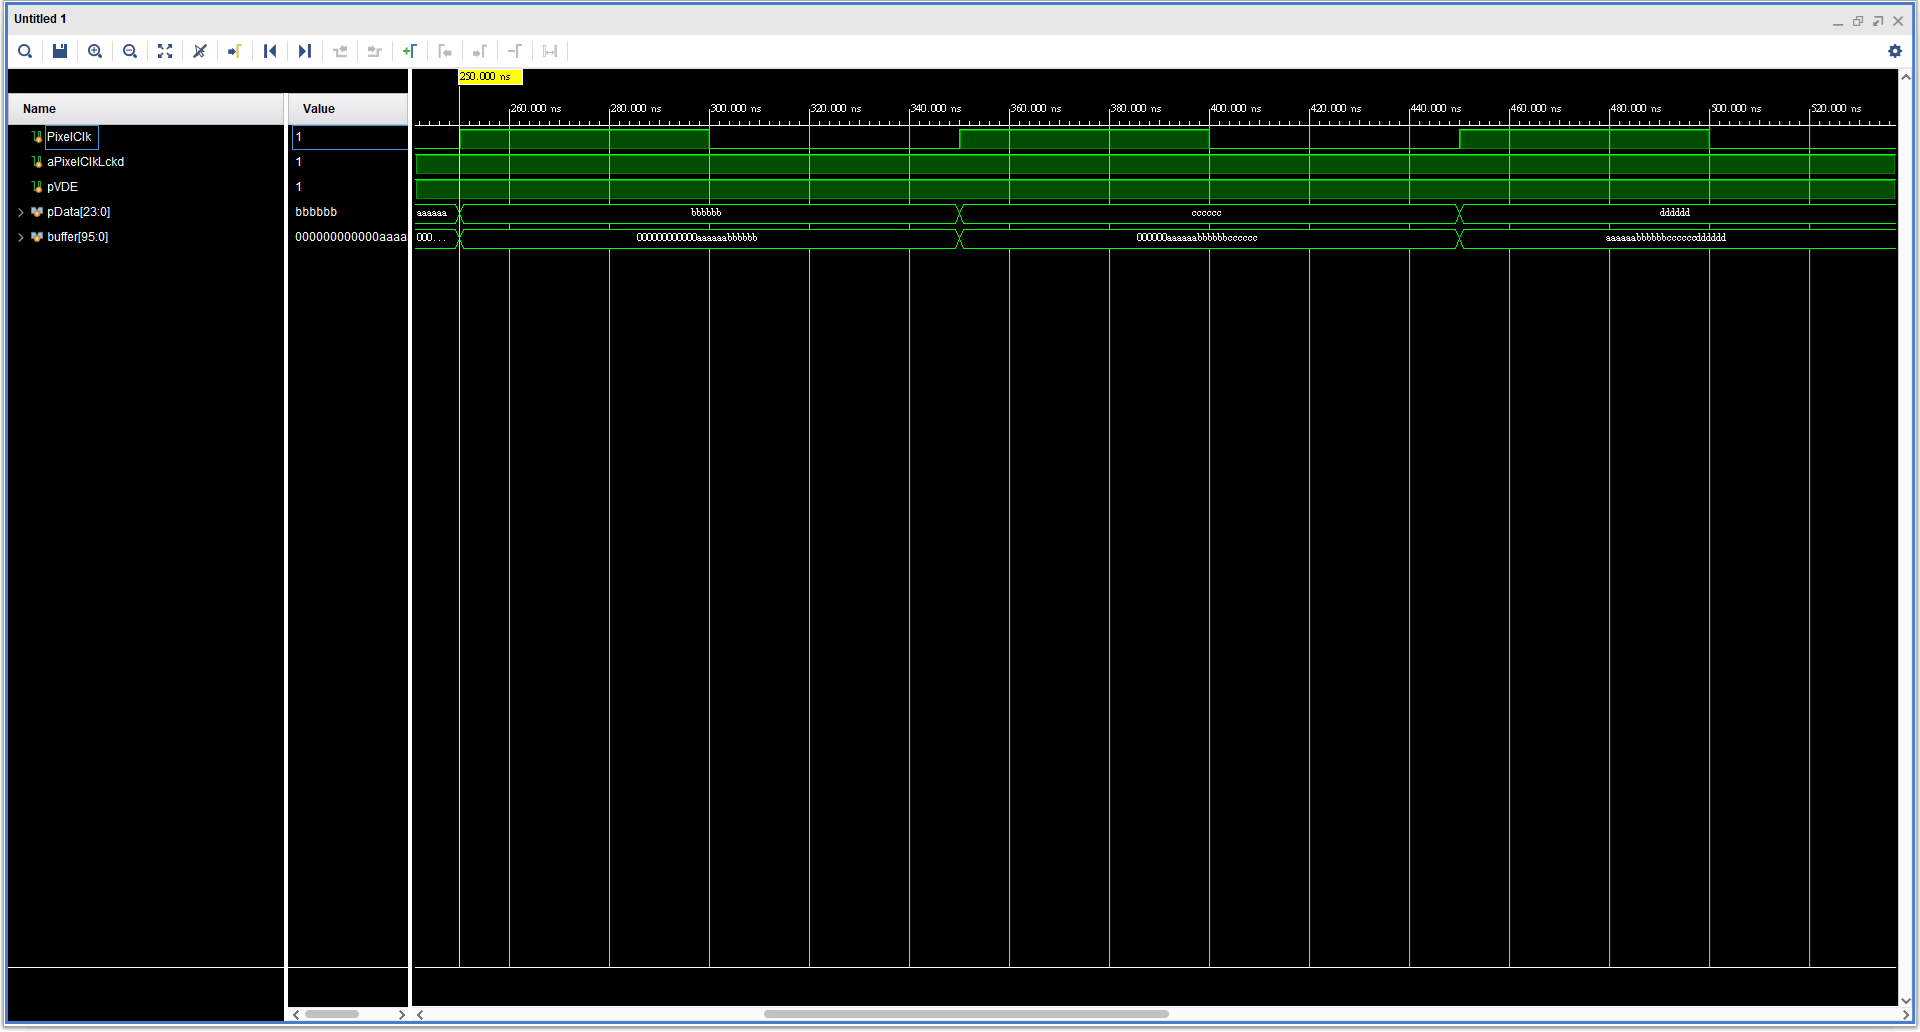 Untitled 1
250.000 ns
Name
Value
260.000 ns
280.000 ns
300.000 ns
320.000 ns
340.000 ns
360.000 ns
380.000 ns
400.000 ns
420.000 ns
440.000 ns
460.000 ns
480.000 ns
500.000 ns
520.000 ns
PixelClk
1
aPixelClkLckd
1
pVDE
1
pData[23:0]
bbbbbb
aaaaaa
bbbbbb
cccccc
dddddd
buffer[95:0]
000000000000aaaa
000...
000000000000aaaaaabbbbbb
000000aaaaaabbbbbbcccccc
aaaaaabbbbbbccccccdddddd